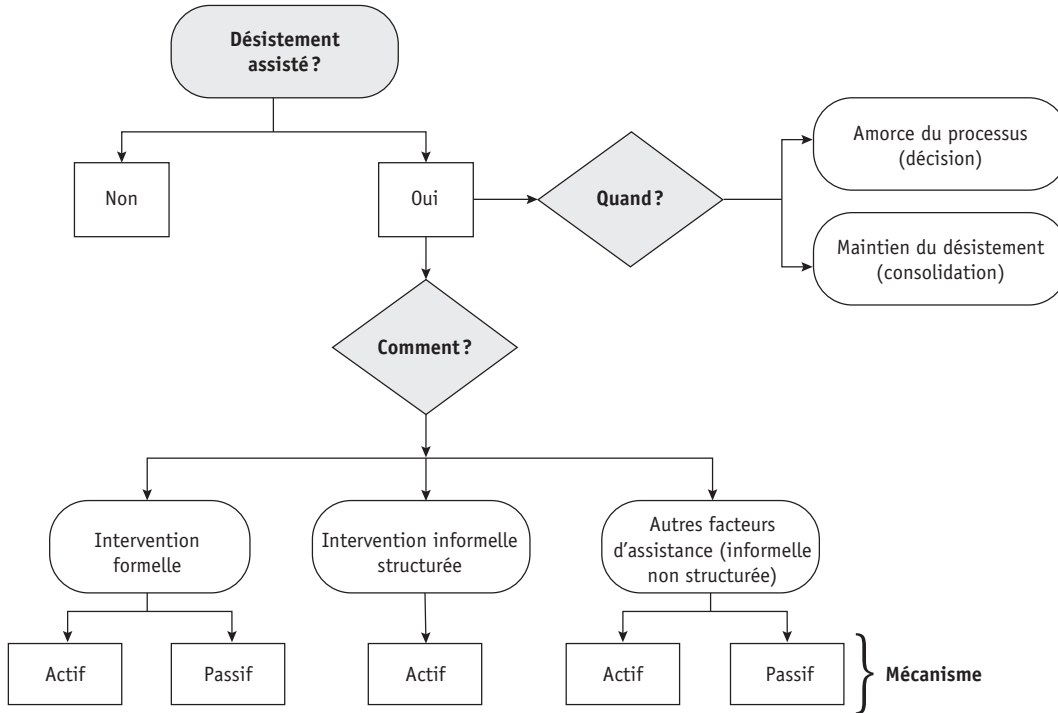 Désistement
assisté ?
Non
Oui
Quand ?
Amorce du processus
(décision)
Maintien du désistement
(consolidation)
Comment ?
Intervention
formelle
Intervention informelle
structurée
Autres facteurs
d'assistance (informelle
non structurée)
Actif
Passif
Actif
Actif
Passif
Mécanisme